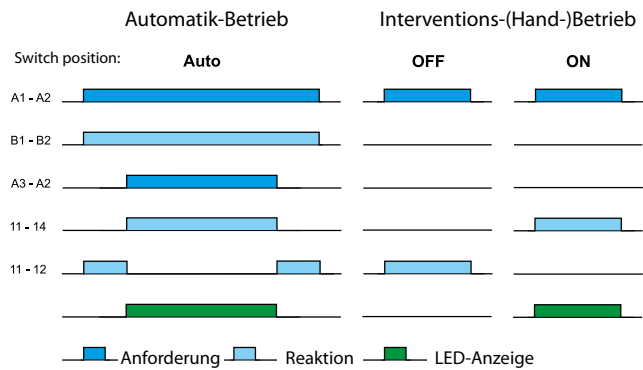 Automatik-Betrieb Interventions-(Hand-)Betrieb
Switch position: Auto OFF ON
A1 - A2
B1 - B2
A3 - A2
11 - 14
11 - 12
Anforderung Reaktion LED-Anzeige